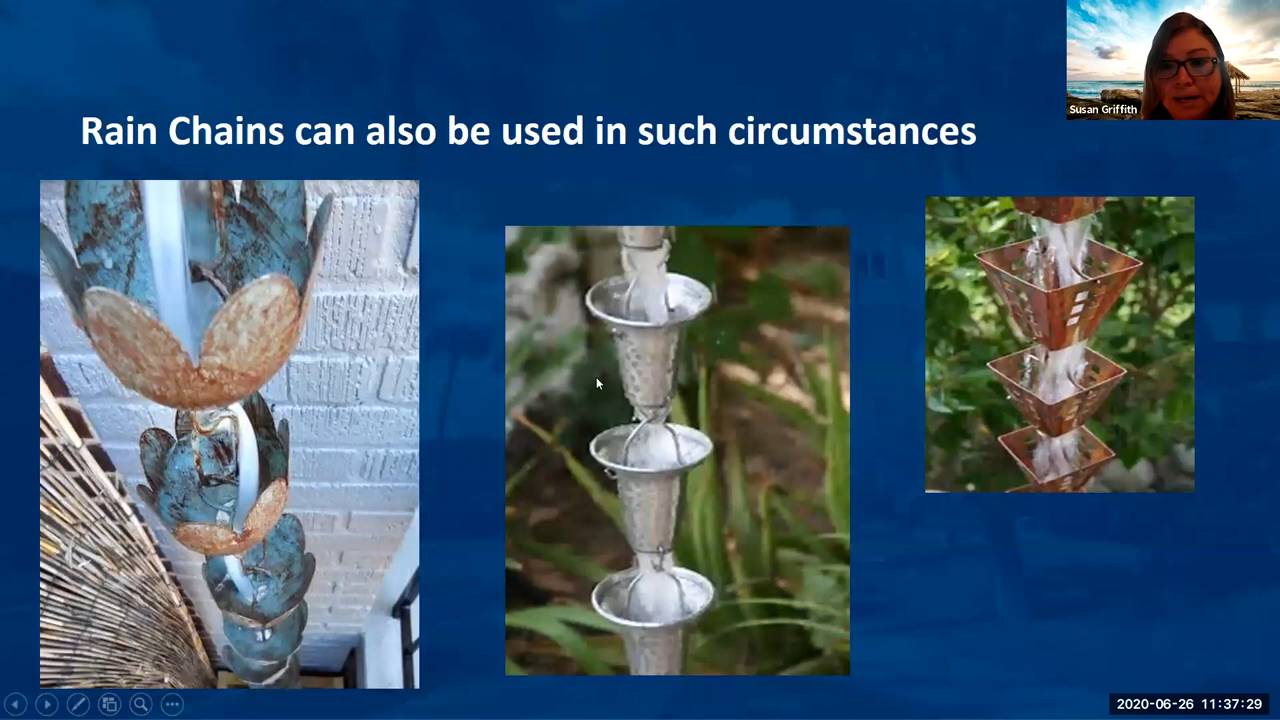 Susan Griffith
Rain Chains can also be used in such circumstances
2020-06-26 11:37:29